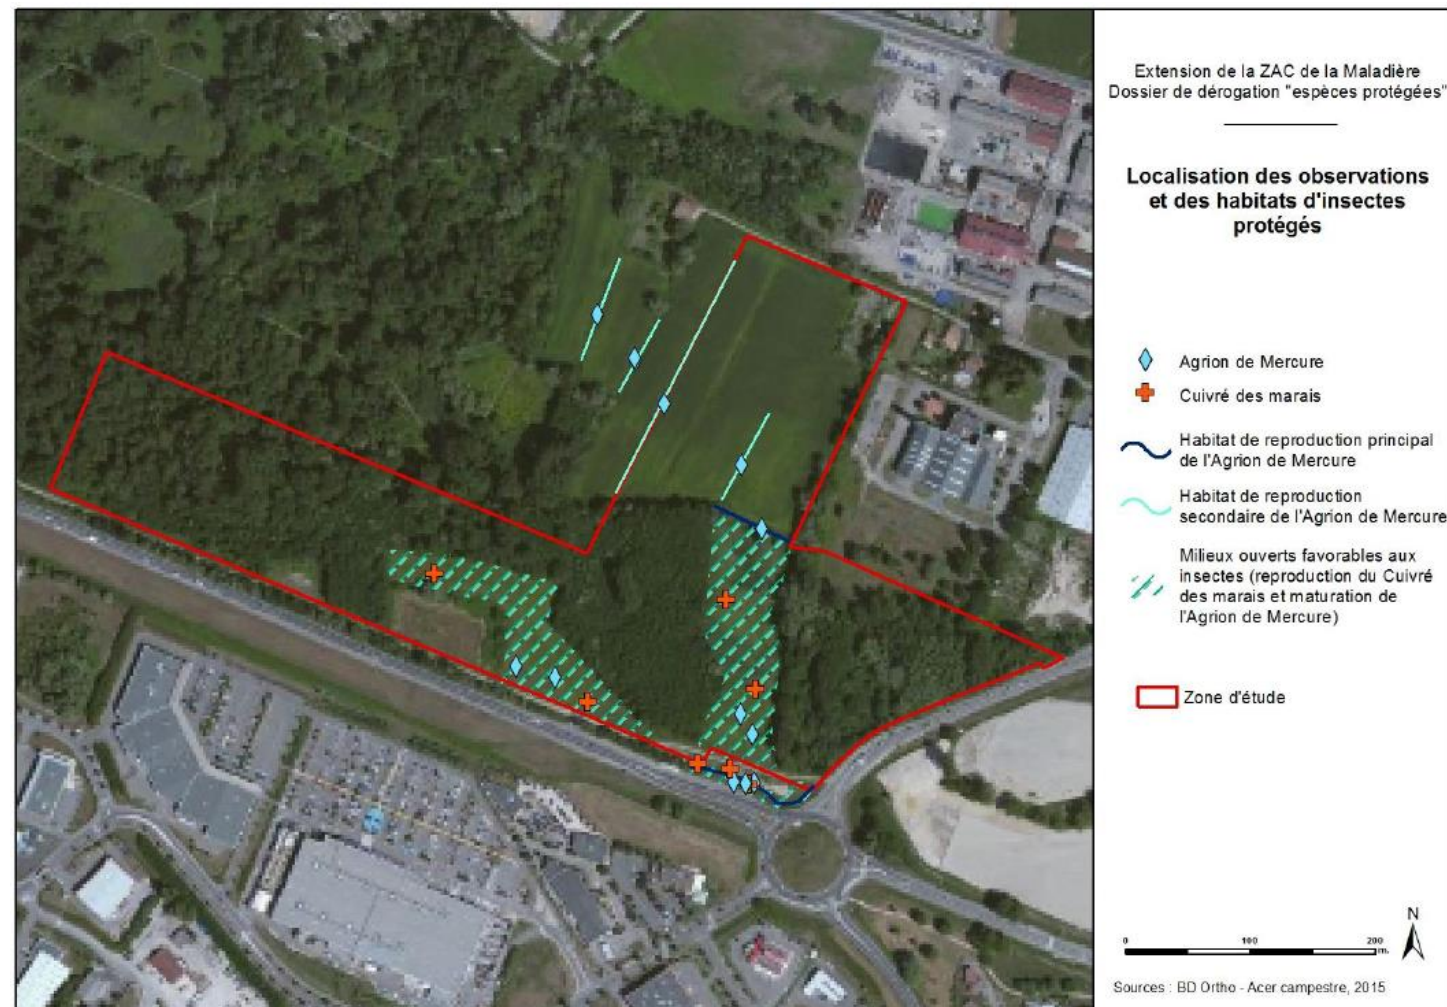 Extension de la ZAC de la Maladière
Dossier de dérogation "espèces protégées"
Localisation des observations
et des habitats d'insectes
protégés
Agrion de Mercure
Cuivré des marais
Habitat de reproduction principal
de l'Agrion de Mercure
Habitat de reproduction
secondaire de l'Agrion de Mercure
Milieux ouverts favorables aux
insectes (reproduction du Cuivré
des marais et maturation de
l'Agrion de Mercure)
Zone d'étude
N
0 100 200
m.
Sources : BD Ortho - Acer campestre, 2015